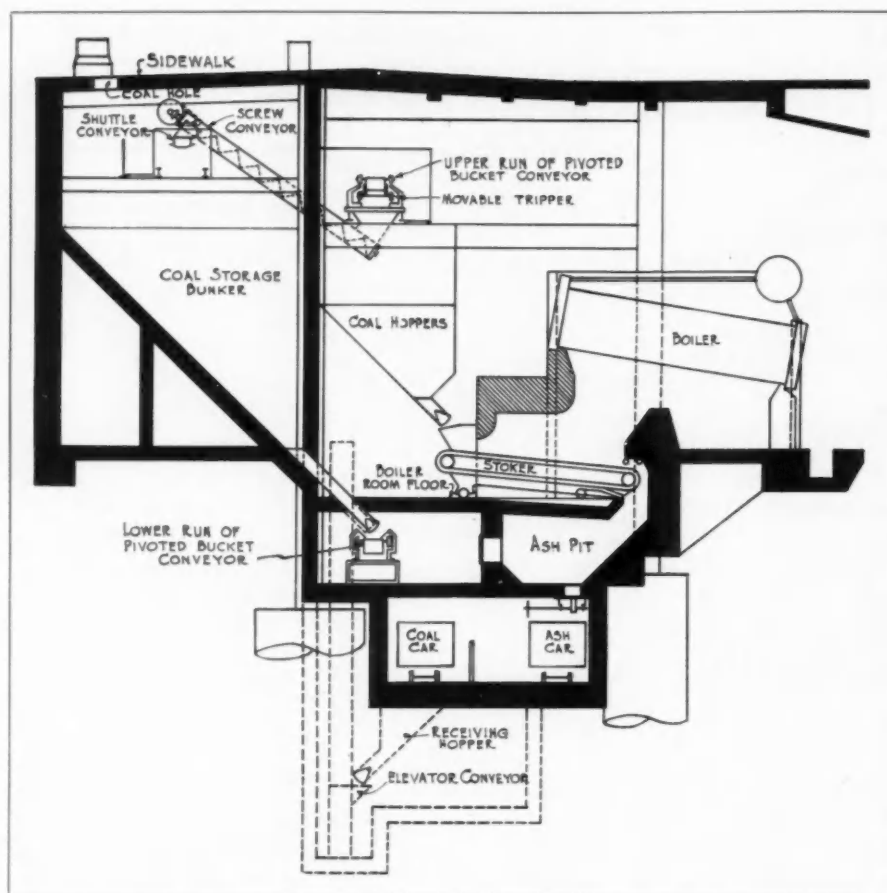 SIDEWALK
COAL HOLE
SHUTTLE
CONVEYOR
SCREW
CONVEYOR
UPPER RUN OF PIVOTED
BUCKET CONVEYOR
MOVABLE TRIPPER
COAL STORAGE
BUNKER
COAL HOPPERS
BOILER
STOKER
BOILER
ROOM FLOOR
LOWER RUN OF
PIVOTED BUCKET
CONVEYOR
ASH PIT
COAL
CAR
ASH
CAR
RECEIVING
HOPPER
ELEVATOR CONVEYOR